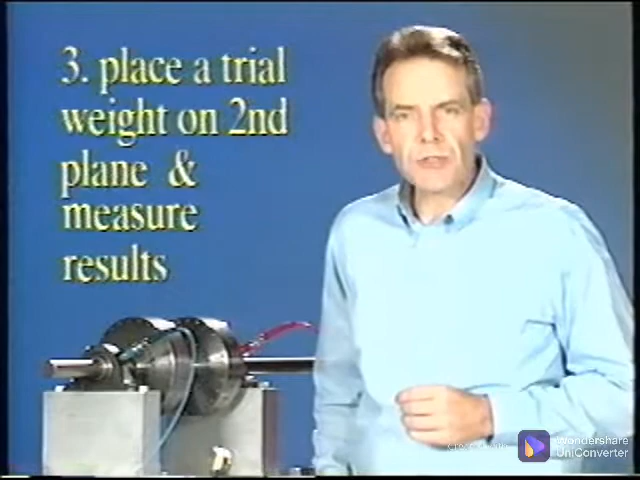 3. place a trial
weight on 2nd
plane & 
measure
results
Wondershare
UniConverter